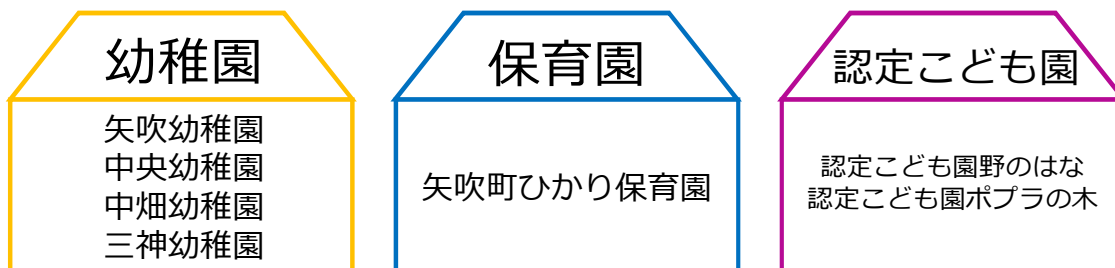 幼稚園
矢吹幼稚園
中央幼稚園
中畑幼稚園
三神幼稚園
保育園
矢吹町ひかり保育園
認定こども園
認定こども園野のはな
認定こども園ポプラの木